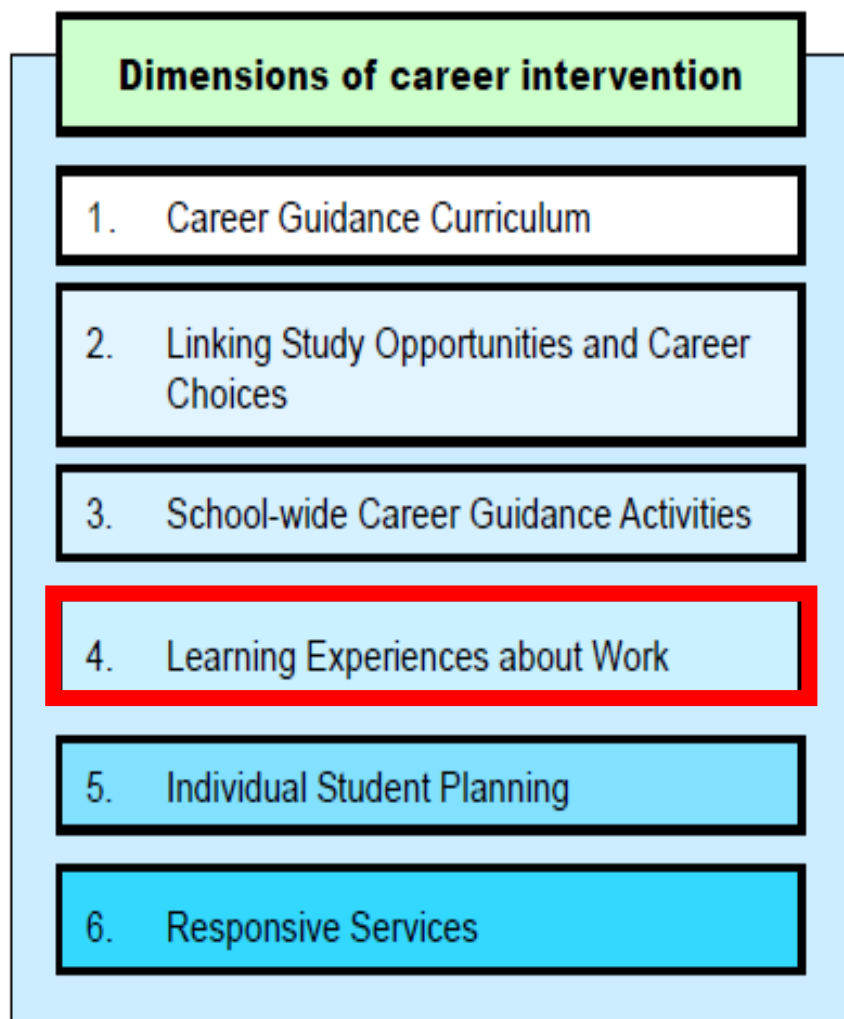 Dimensions of career intervention
1. Career Guidance Curriculum
2. Linking Study Opportunities and Career
Choices
3. School-wide Career Guidance Activities
4. Learning Experiences about Work
5. Individual Student Planning
6. Responsive Services